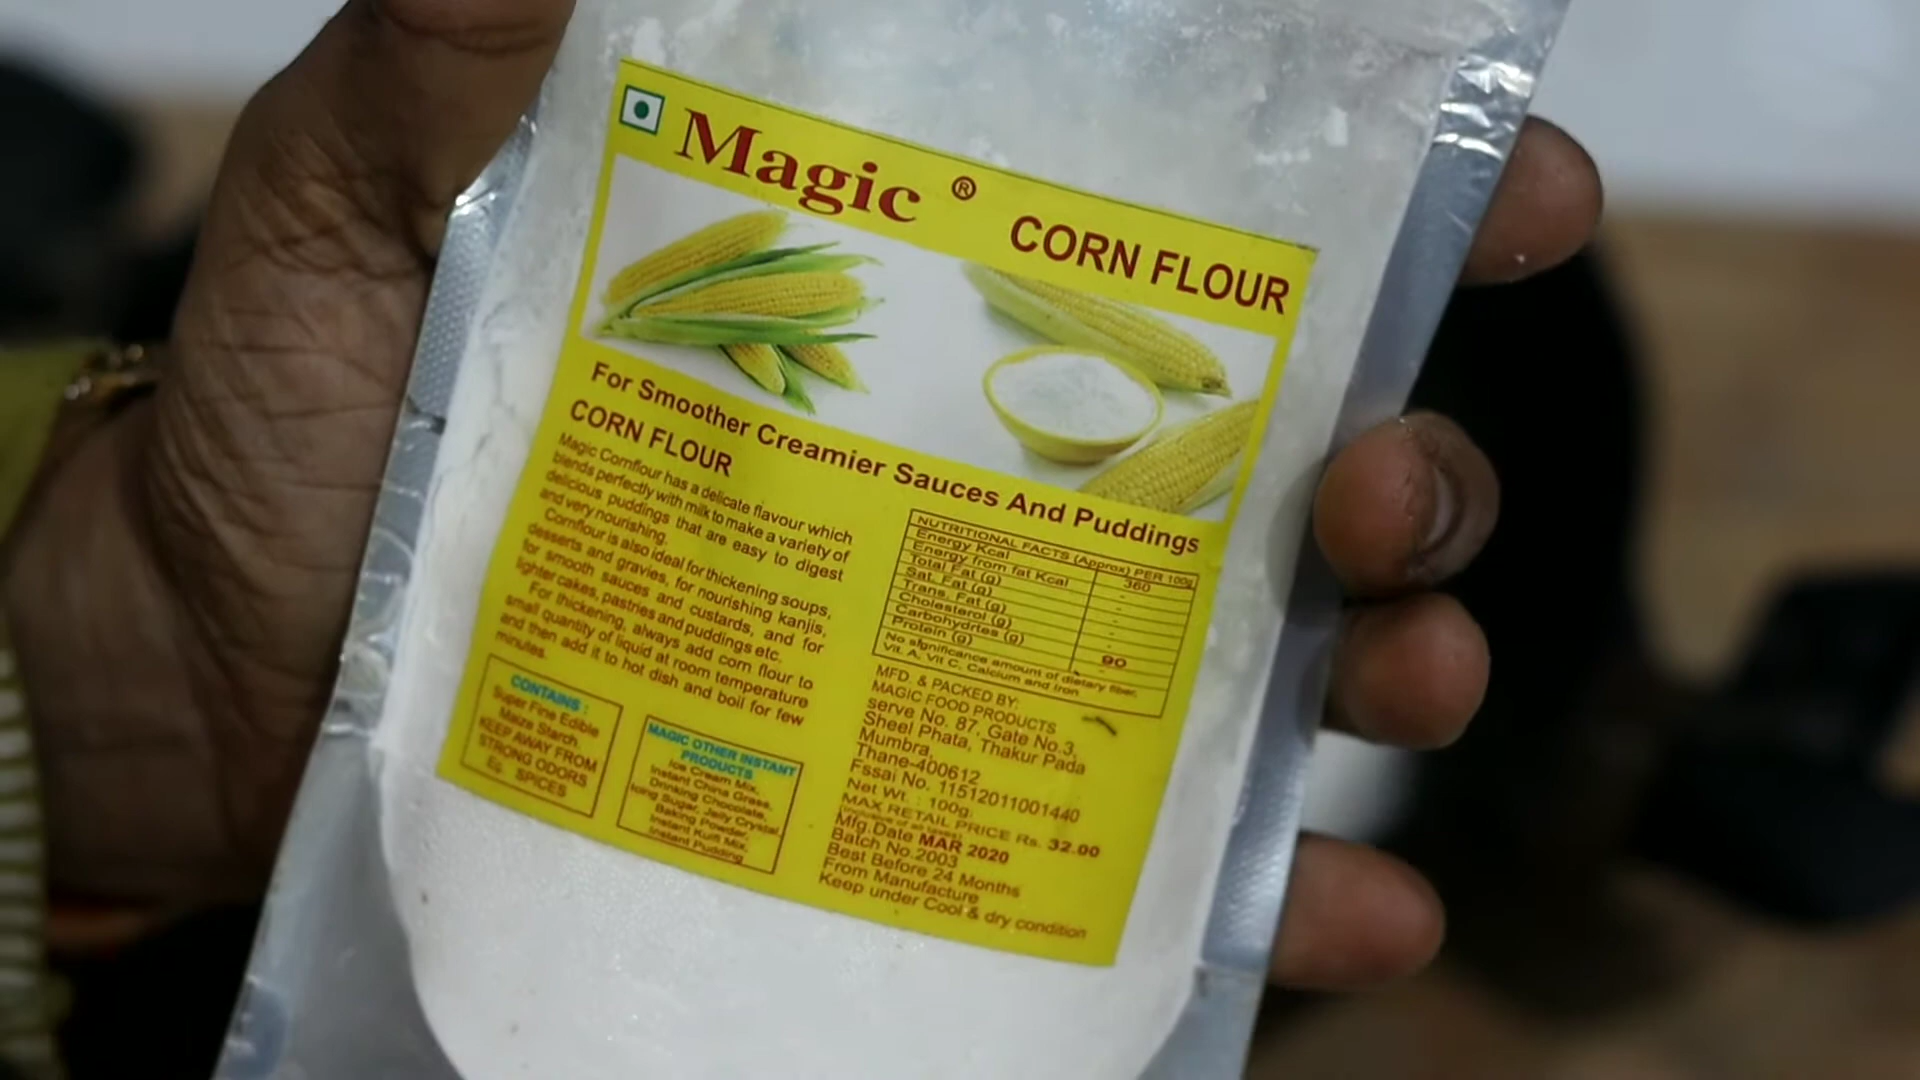 Magic ®
CORN FLOUR
For Smoother Creamier Sauces And Puddings
CORN FLOUR
Magic Cornflour has a delicate flavour which
blends perfectly with milk to make a variety of
delicious puddings that are easy to digest
and very nourishing.
Cornflour is also ideal for thickening soups,
desserts and gravies, for nourishing kanjis,
for smooth sauces and custards, and for
lighter cakes, pastries and puddings etc.
For thickening, always add corn flour to
small quantity of liquid at room temperature
and then add it to hot dish and boil for few
minutes.
CONTAINS :
Super Fine Edible
Maize Starch.
KEEP AWAY FROM
STRONG ODORS
Eg. SPICES
MAGIC OTHER INSTANT
PRODUCTS
Ice Cream Mix,
Instant China Grass,
Drinking Chocolate,
Icing Sugar, Jelly Crystal,
Baking Powder,
Instant Kulfi Mix,
Instant Pudding
NUTRITIONAL FACTS (Approx) PER 100g
Energy Kcal 360
Energy from fat Kcal -
Total Fat (g) -
Sat. Fat (g) -
Trans. Fat (g) -
Cholesterol (g) -
Carbohydrtes (g) 90
Protein (g) -
No significance amount of dietary fiber,
Vit. A, Vit C, Calcium and Iron
MFD. & PACKED BY:
MAGIC FOOD PRODUCTS
serve No. 87, Gate No.3,
Sheel Phata, Thakur Pada
Mumbra,
Thane-400612
Fssai No. 11512011001440
Net Wt. : 100g.
MAX RETAIL PRICE Rs. 32.00
(inclusive of all taxes)
Mfg.Date MAR 2020
Batch No.2003
Best Before 24 Months
From Manufacture
Keep under Cool & dry condition